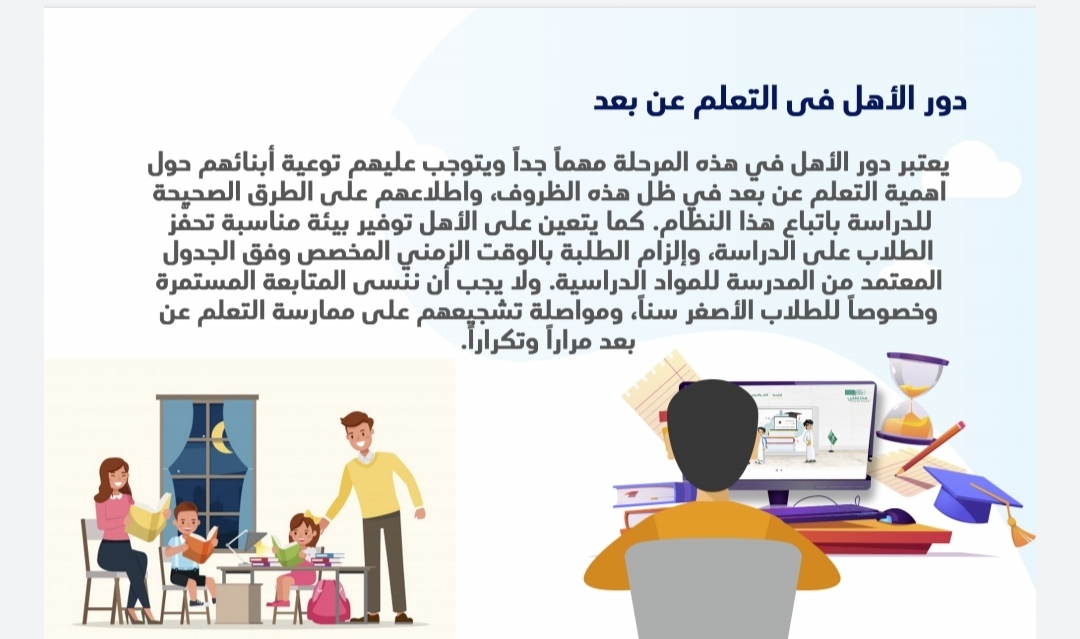 دور الأهل فى التعلم عن بعد
يعتبر دور الأهل في هذه المرحلة مهماً جداً ويتوجب عليهم توعية أبنائهم حول
اهمية التعلم عن بعد في ظل هذه الظروف، واطلاعهم على الطرق الصحيحة
للدراسة باتباع هذا النظام. كما يتعين على الأهل توفير بيئة مناسبة تحفّز
الطلاب على الدراسة، وإلزام الطلبة بالوقت الزمني المخصص وفق الجدول
المعتمد من المدرسة للمواد الدراسية. ولا يجب أن ننسى المتابعة المستمرة
وخصوصاً للطلاب الأصغر سناً، ومواصلة تشجيعهم على ممارسة التعلم عن
بعد مراراً وتكراراً.